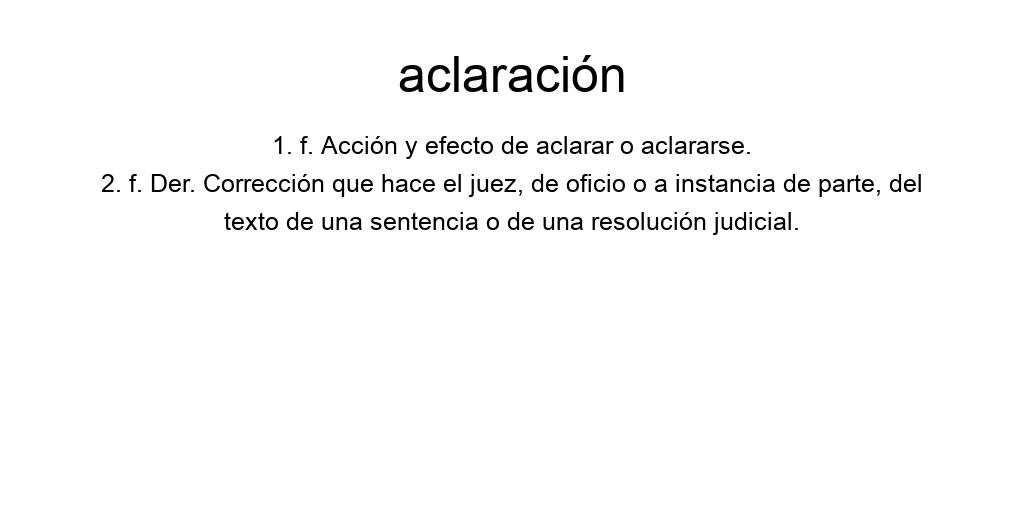 aclaración
1. f. Acción y efecto de aclarar o aclararse.
2. f. Der. Corrección que hace el juez, de oficio o a instancia de parte, del
texto de una sentencia o de una resolución judicial.